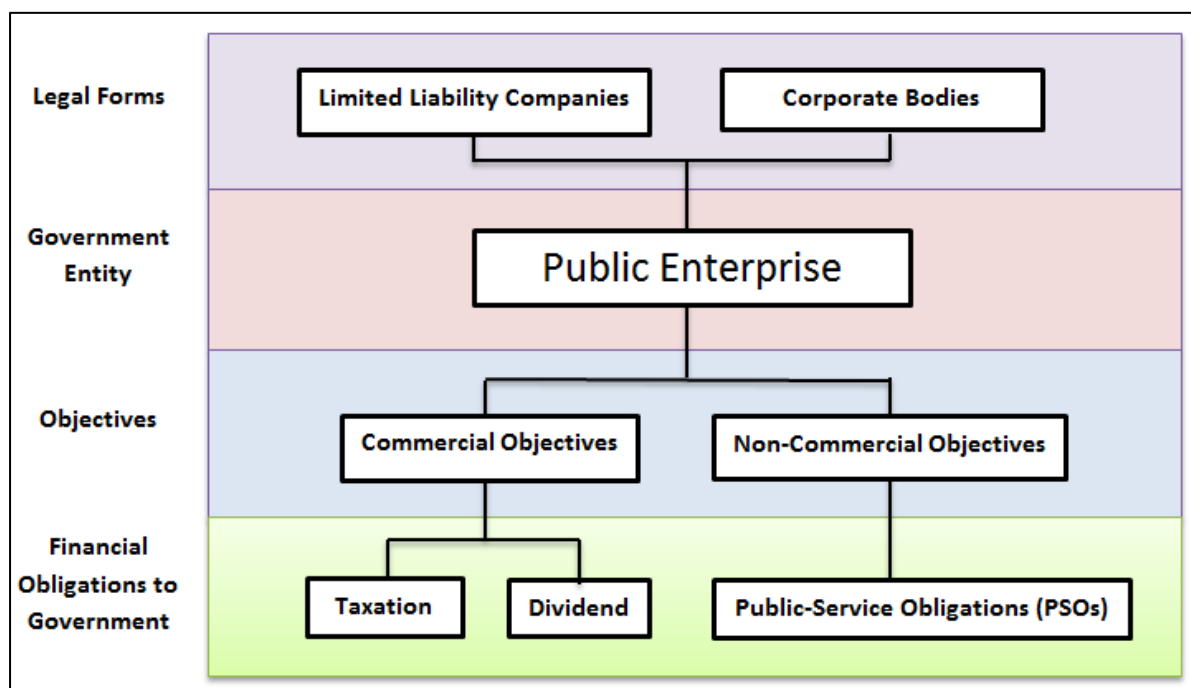 Legal Forms
Limited Liability Companies
Corporate Bodies
Government
Entity
Public Enterprise
Objectives
Commercial Objectives
Non-Commercial Objectives
Financial
Obligations to
Government
Taxation
Dividend
Public-Service Obligations (PSOs)